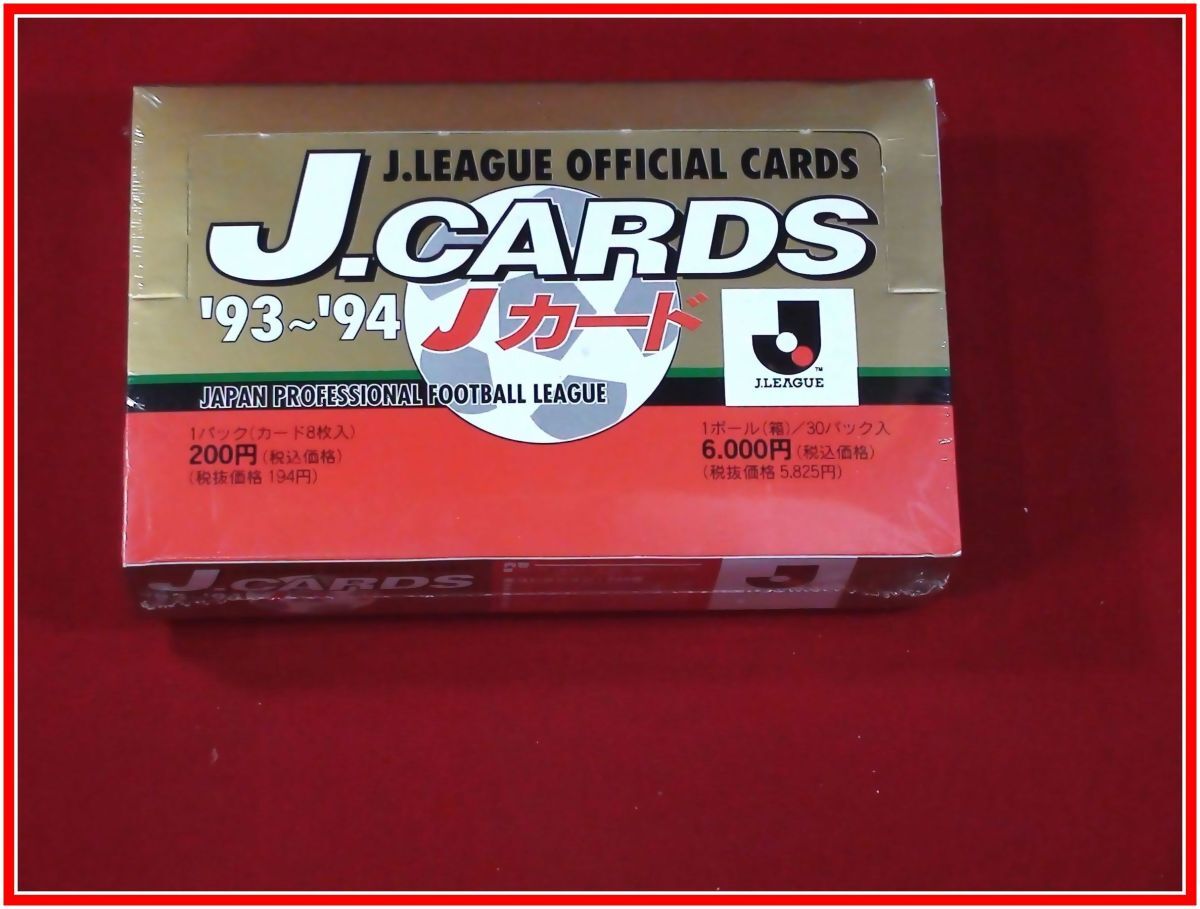 J.LEAGUE OFFICIAL CARDS
J.CARDS
'93~'94 Jカード
J.LEAGUE
TM
JAPAN PROFESSIONAL FOOTBALL LEAGUE
1パック(カード8枚入)
200円(税込価格)
(税抜価格 194円)
1ボール(箱)/30パック入
6.000円(税込価格)
(税抜価格 5.825円)
J.CARDS